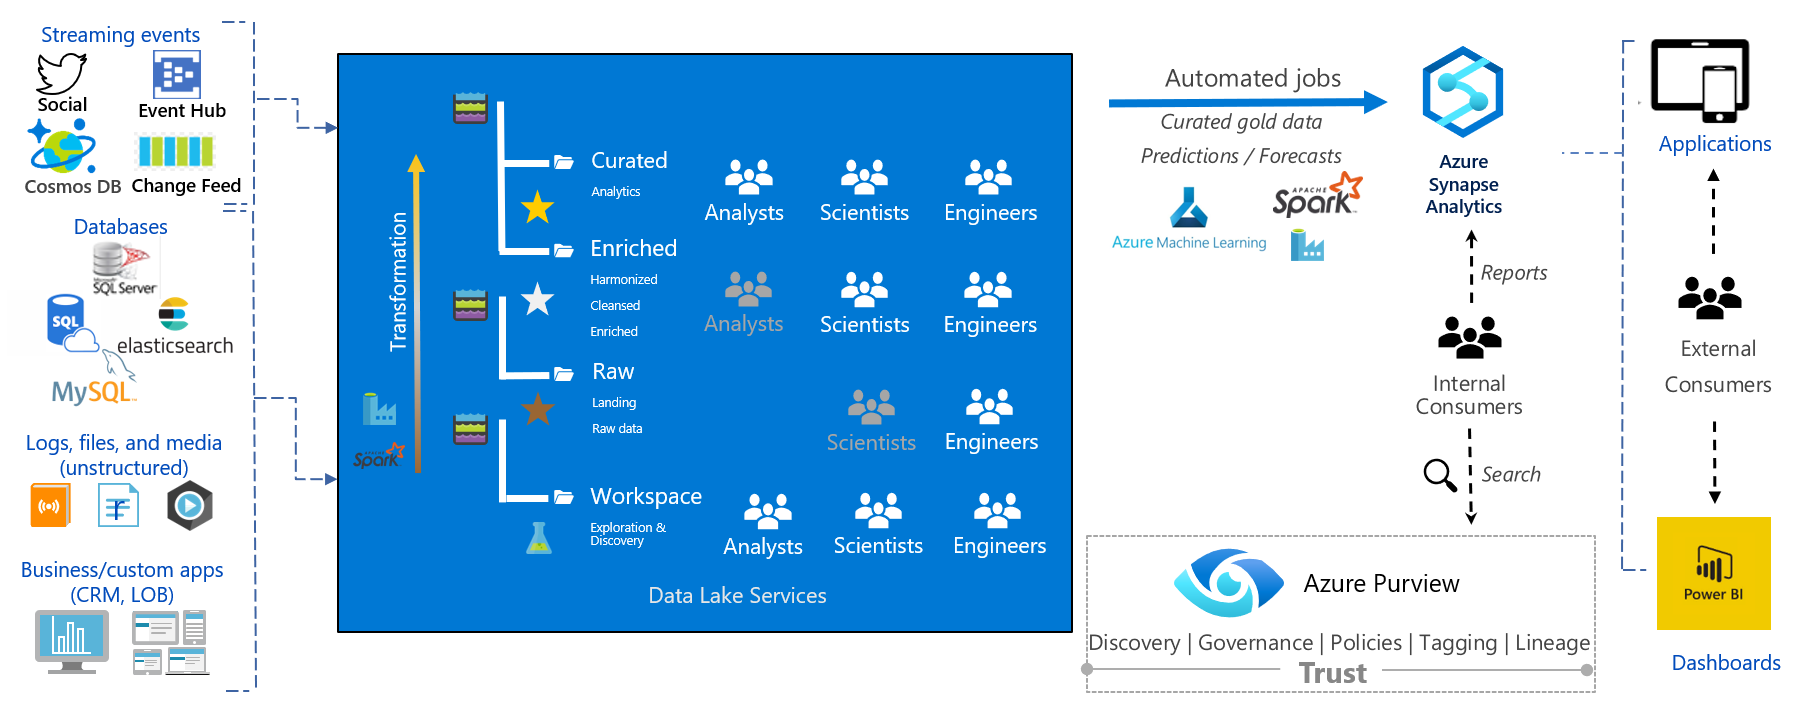 Streaming events
Social
Event Hub
Cosmos DB
Change Feed
Databases
Microsoft
SQL Server
SQL
elasticsearch
MySQL
Logs, files, and media
(unstructured)
r
Business/custom apps
(CRM, LOB)
Transformation
APACHE
Spark
Curated
Analytics
Enriched
Harmonized
Cleansed
Enriched
Raw
Landing
Raw data
Workspace
Exploration &
Discovery
Analysts
Scientists
Engineers
Analysts
Scientists
Engineers
Scientists
Engineers
Analysts
Scientists
Engineers
Data Lake Services
Automated jobs
Curated gold data
Predictions / Forecasts
Azure Machine Learning
APACHE
Spark
Azure
Synapse
Analytics
Reports
Internal
Consumers
Search
Azure Purview
Discovery | Governance | Policies | Tagging | Lineage
Trust
Applications
External
Consumers
Power BI
Dashboards